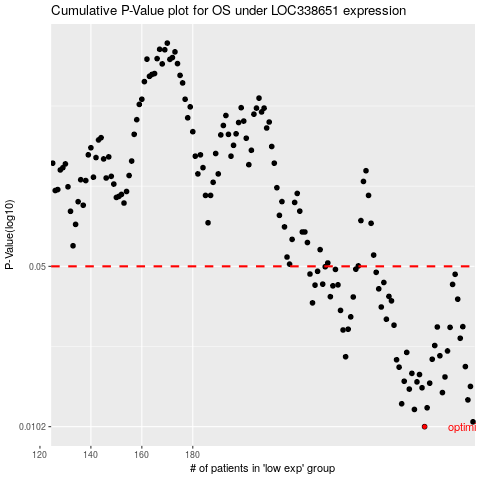 Cumulative P-Value plot for OS under LOC338651 expression
P-Value(log10)
0.05
0.0102
optimi
120 140 160 180
# of patients in 'low exp' group